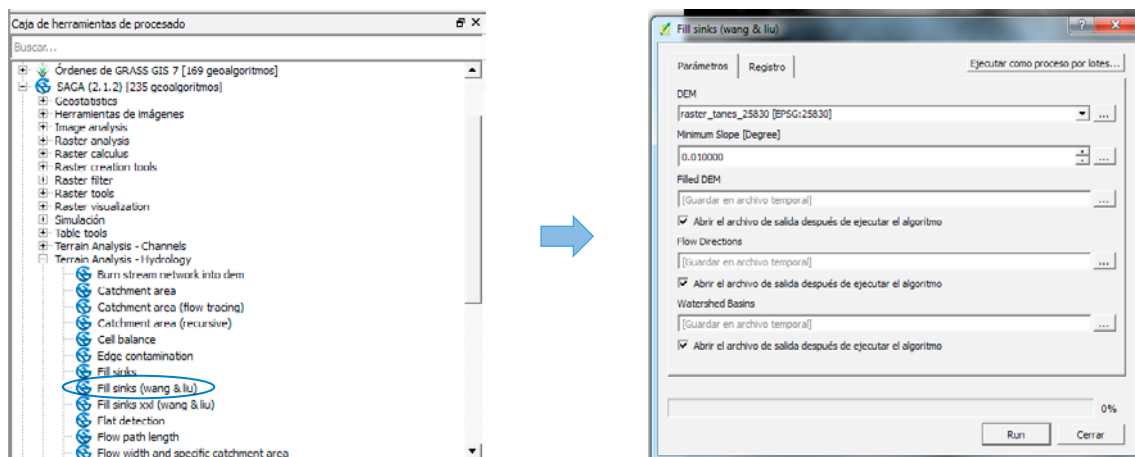 Caja de herramientas de procesado
Buscar...
Órdenes de GRASS GIS 7 [169 geoalgoritmos]
SAGA (2.1.2) [235 geoalgoritmos]
Geostatistics
Herramientas de imágenes
Image analysis
Raster analysis
Raster calculus
Raster creation tools
Raster filter
Raster tools
Raster visualization
Simulación
Table tools
Terrain Analysis - Channels
Terrain Analysis - Hydrology
Burn stream network into dem
Catchment area
Catchment area (flow tracing)
Catchment area (recursive)
Cell balance
Edge contamination
Fill sinks
Fill sinks (wang & liu)
Fill sinks xxl (wang & liu)
Flat detection
Flow path length
Flow width and specific catchment area
Fill sinks (wang & liu)
Parámetros
Registro
Ejecutar como proceso por lotes...
DEM
raster_tanes_25830 [EPSG:25830]
...
Minimum Slope [Degree]
0.010000
...
Filled DEM
[Guardar en archivo temporal]
...
Abrir el archivo de salida después de ejecutar el algoritmo
Flow Directions
[Guardar en archivo temporal]
...
Abrir el archivo de salida después de ejecutar el algoritmo
Watershed Basins
[Guardar en archivo temporal]
...
Abrir el archivo de salida después de ejecutar el algoritmo
0%
Run
Cerrar